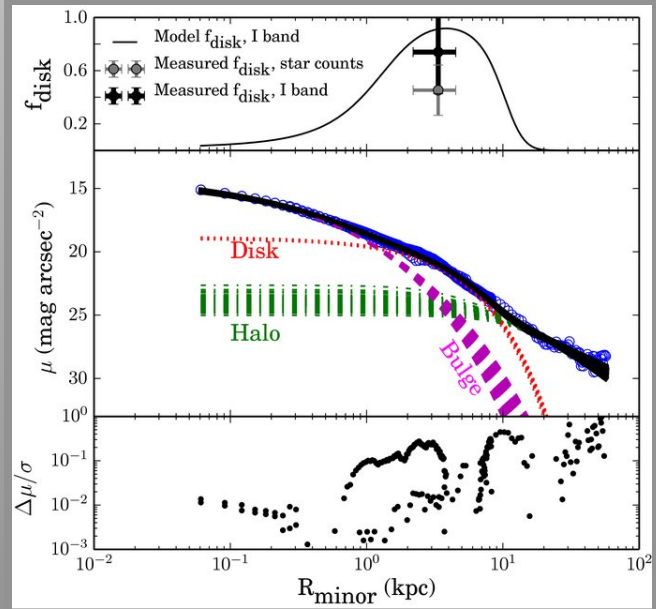 1.0
0.6
0.2
f_disk
Model f_disk, I band
Measured f_disk, star counts
Measured f_disk, I band
15
20
25
30
μ (mag arcsec⁻²)
Disk
Halo
Bulge
10⁰
10⁻¹
10⁻²
10⁻³
Δμ/σ
10⁻² 10⁻¹ 10⁰ 10¹ 10²
R_minor (kpc)